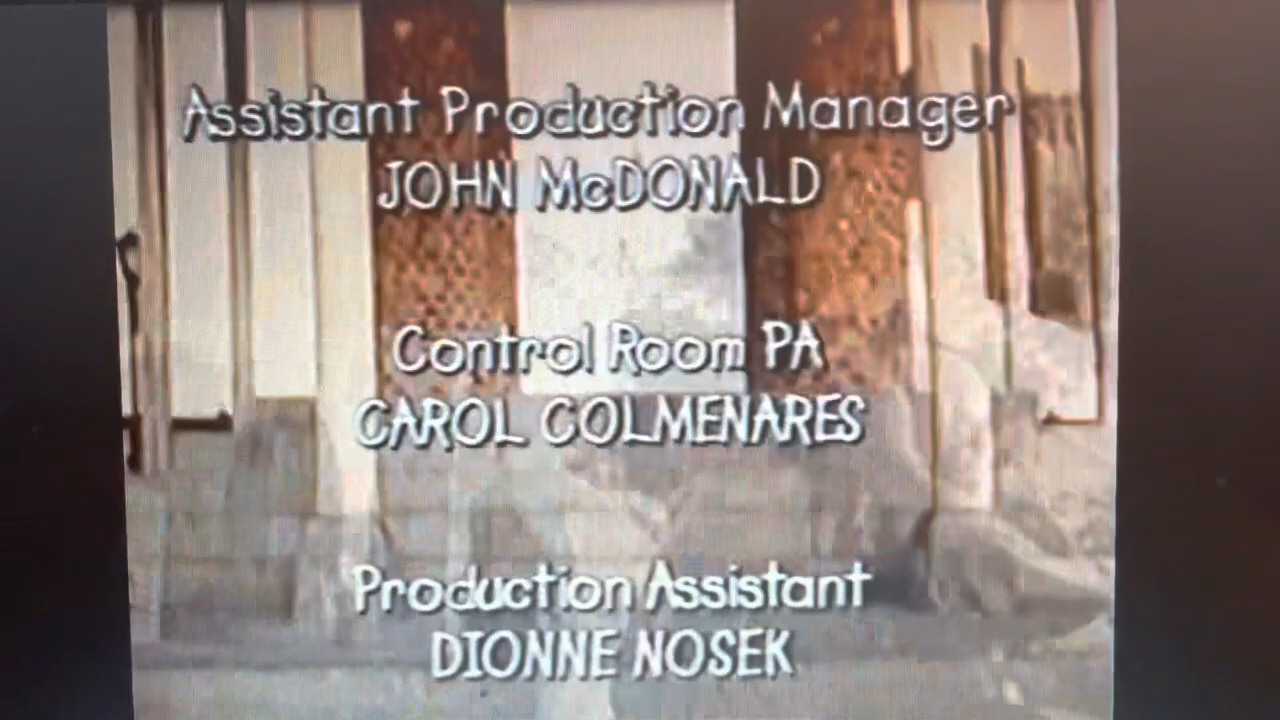 Assistant Production Manager
JOHN McDONALD
Control Room PA
CAROL COLMENARES
Production Assistant
DIONNE NOSEK